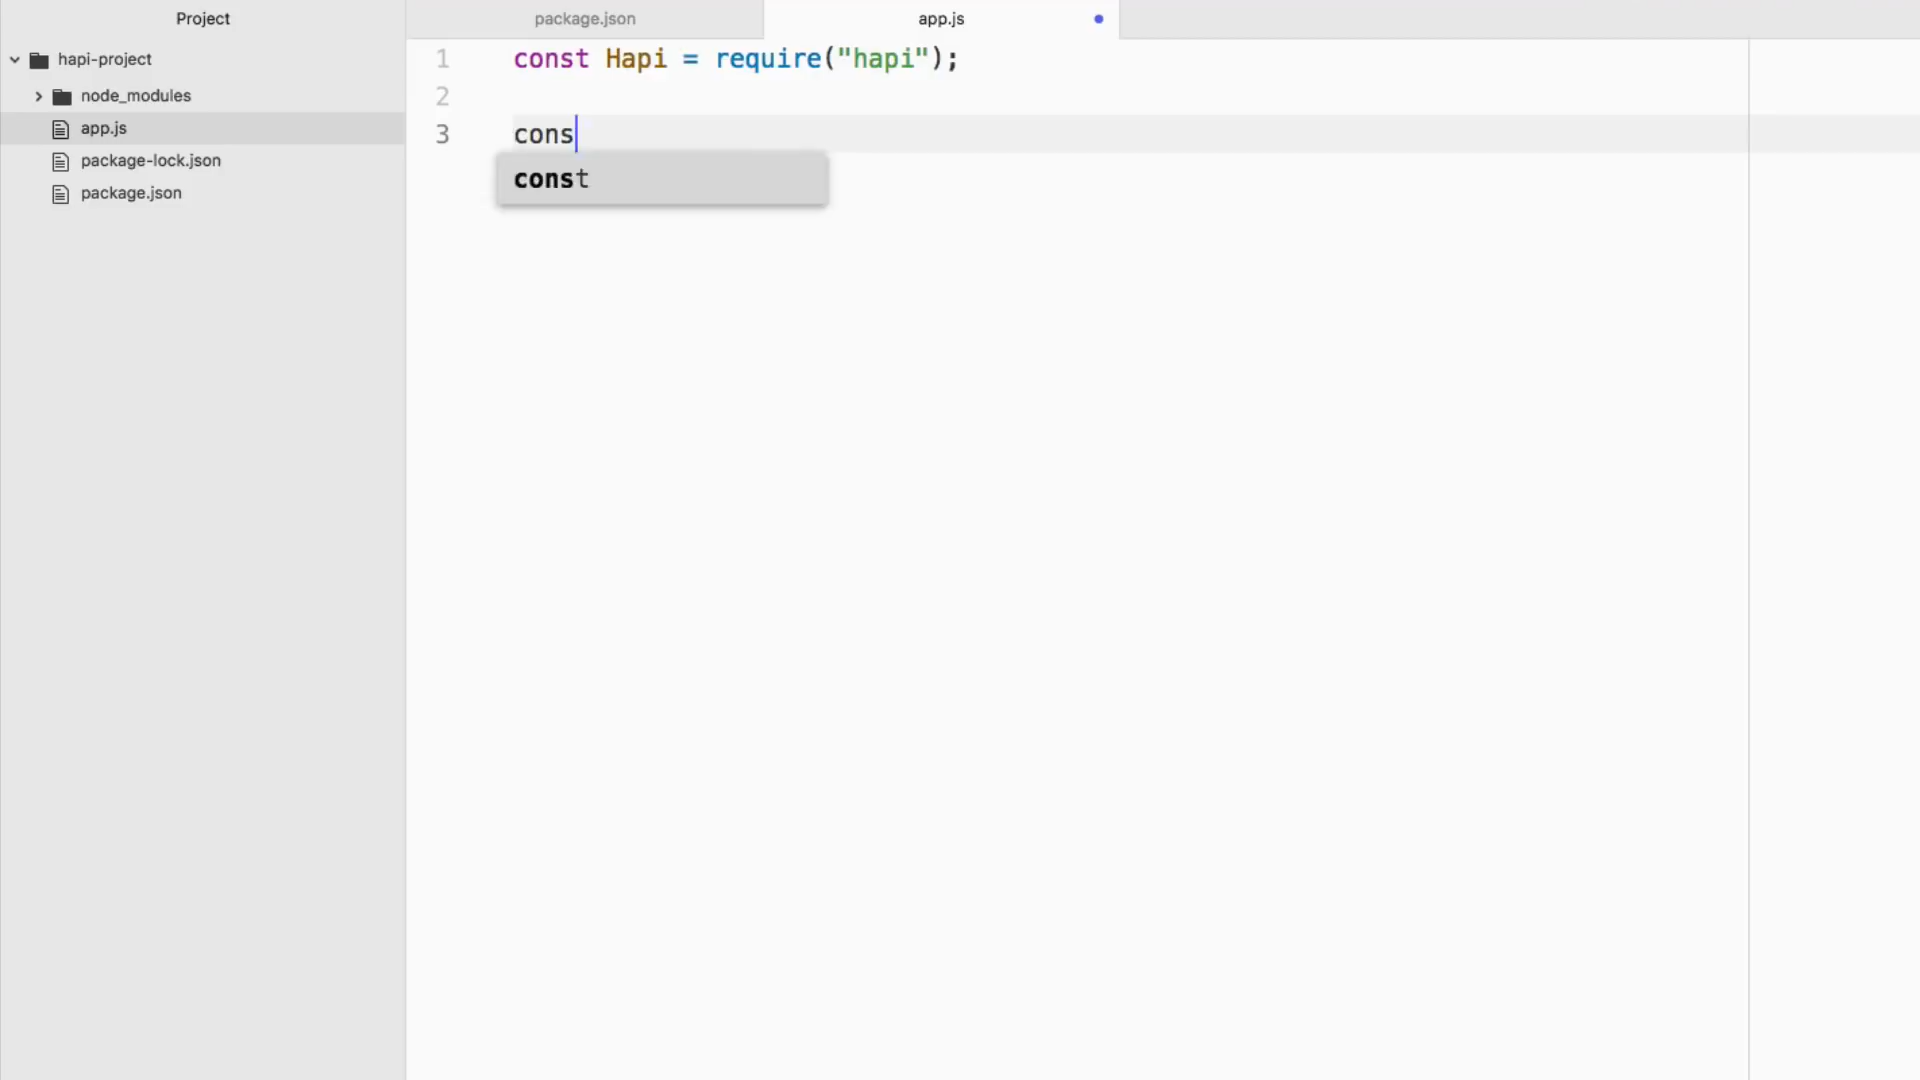 Project
hapi-project
node_modules
app.js
package-lock.json
package.json
package.json
app.js
1 const Hapi = require("hapi");
2
3 cons
const